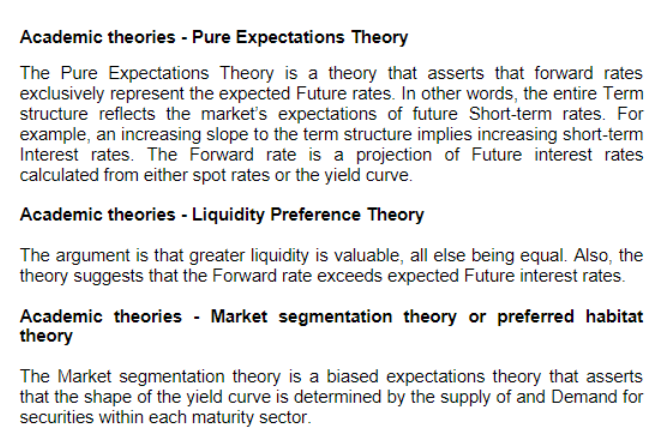 Academic theories - Pure Expectations Theory
The Pure Expectations Theory is a theory that asserts that forward rates
exclusively represent the expected Future rates. In other words, the entire Term
structure reflects the market's expectations of future Short-term rates. For
example, an increasing slope to the term structure implies increasing short-term
Interest rates. The Forward rate is a projection of Future interest rates
calculated from either spot rates or the yield curve.
Academic theories - Liquidity Preference Theory
The argument is that greater liquidity is valuable, all else being equal. Also, the
theory suggests that the Forward rate exceeds expected Future interest rates.
Academic theories - Market segmentation theory or preferred habitat
theory
The Market segmentation theory is a biased expectations theory that asserts
that the shape of the yield curve is determined by the supply of and Demand for
securities within each maturity sector.